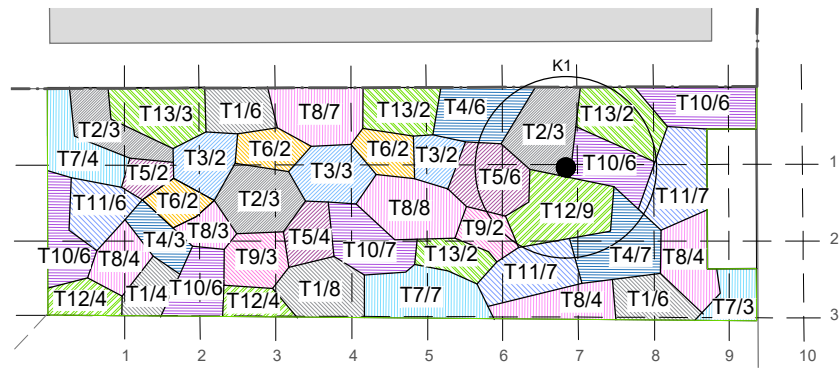 K1
T13/3 T1/6 T8/7 T13/2 T4/6 T13/2 T10/6
T2/3 T2/3
T7/4 T5/2 T3/2 T6/2 T3/3 T6/2 T3/2 T5/6 T10/6 1
T11/6 T6/2 T2/3 T8/8 T12/9 T11/7
T4/3 T8/3 T5/4 T9/2
T10/6 T8/4 T9/3 T10/7 T13/2 T11/7 T4/7 T8/4 2
T12/4 T1/4 T10/6 T12/4 T1/8 T7/7 T8/4 T1/6 T7/3
3
1 2 3 4 5 6 7 8 9 10